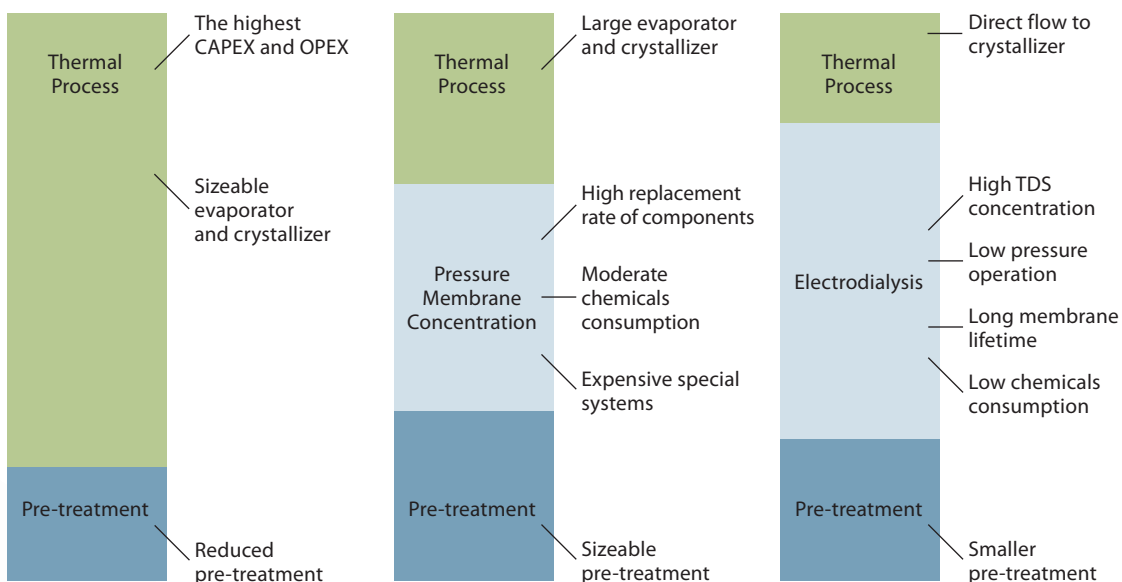 Thermal
Process
The highest
CAPEX and OPEX
Sizeable
evaporator
and crystallizer
Pre-treatment
Reduced
pre-treatment
Thermal
Process
Large evaporator
and crystallizer
Pressure
Membrane
Concentration
High replacement
rate of components
Moderate
chemicals
consumption
Expensive special
systems
Pre-treatment
Sizeable
pre-treatment
Thermal
Process
Direct flow to
crystallizer
Electrodialysis
High TDS
concentration
Low pressure
operation
Long membrane
lifetime
Low chemicals
consumption
Pre-treatment
Smaller
pre-treatment